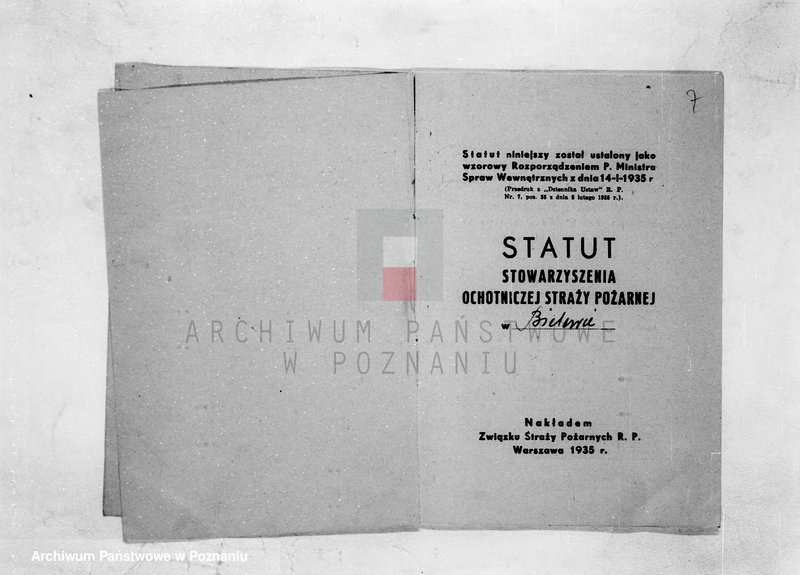 7
Statut niniejszy został ustalony jako
wzorowy Rozporządzeniem P. Ministra
Spraw Wewnętrznych z dnia 14-I-1935 r
(Przedruk z „Dziennika Ustaw" R. P.
Nr. 7, poz. 35 z dnia 8 lutego 1935 r.).
STATUT
STOWARZYSZENIA
OCHOTNICZEJ STRAŻY POŻARNEJ
w
ARCHIWUM PAŃSTWOWE
W POZNANIU
Nakładem
Związku Straży Pożarnych R. P.
Warszawa 1935 r.
Archiwum Państwowe w Poznaniu